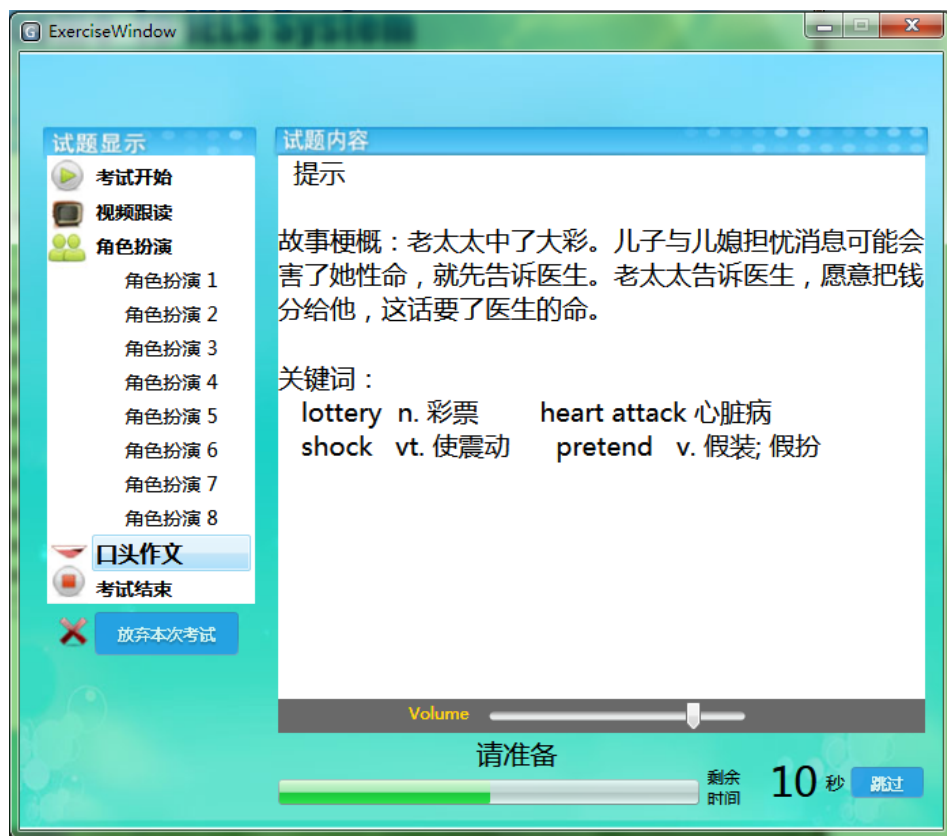 ExerciseWindow
试题显示
考试开始
视频跟读
角色扮演
角色扮演 1
角色扮演 2
角色扮演 3
角色扮演 4
角色扮演 5
角色扮演 6
角色扮演 7
角色扮演 8
口头作文
考试结束
放弃本次考试
试题内容
提示
故事梗概：老太太中了大彩。儿子与儿媳担忧消息可能会
害了她性命，就先告诉医生。老太太告诉医生，愿意把钱
分给他，这话要了医生的命。
关键词：
lottery n. 彩票 heart attack 心脏病
shock vt. 使震动 pretend v. 假装; 假扮
Volume
请准备
剩余
时间
10 秒 跳过